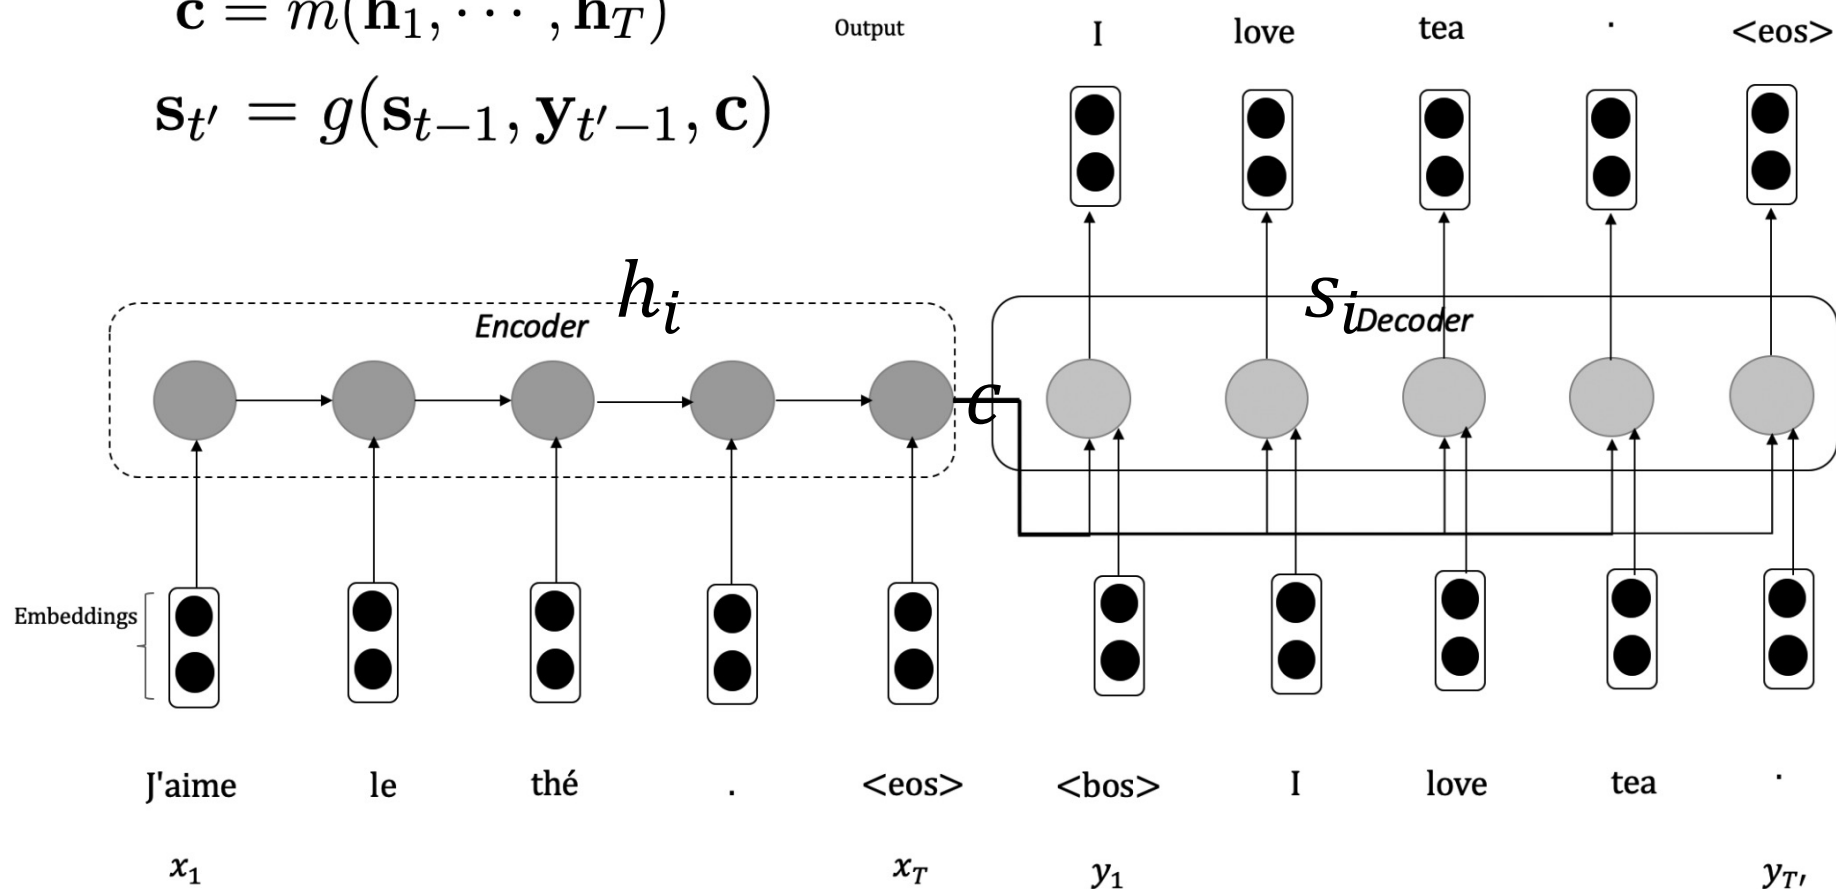 c = m(h_1, ⋯ , h_T)
Output I love tea . <eos>
s_{t'} = g(s_{t−1}, y_{t'−1}, c)
h_i s_i
Encoder Decoder
c
Embeddings
J'aime le thé . <eos> <bos> I love tea .
x_1 x_T y_1 y_{T'}